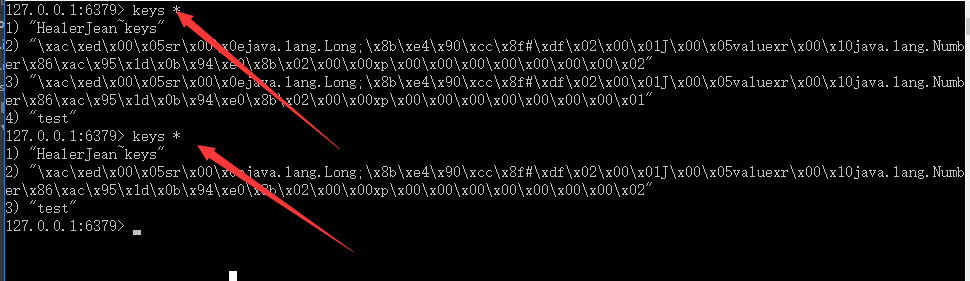 127.0.0.1:6379> keys *
1) "HealerJean~keys"
2) "\xac\xed\x00\x05sr\x00\x0ejava.lang.Long;\x8b\xe4\x90\xcc\x8f#\xdf\x02\x00\x01J\x00\x05valuexr\x00\x10java.lang.Numb
er\x86\xac\x95\x1d\x0b\x94\xe0\x8b\x02\x00\x00xp\x00\x00\x00\x00\x00\x00\x00\x02"
3) "\xac\xed\x00\x05sr\x00\x0ejava.lang.Long;\x8b\xe4\x90\xcc\x8f#\xdf\x02\x00\x01J\x00\x05valuexr\x00\x10java.lang.Numb
er\x86\xac\x95\x1d\x0b\x94\xe0\x8b\x02\x00\x00xp\x00\x00\x00\x00\x00\x00\x00\x01"
4) "test"
127.0.0.1:6379> keys *
1) "HealerJean~keys"
2) "\xac\xed\x00\x05sr\x00\x0ejava.lang.Long;\x8b\xe4\x90\xcc\x8f#\xdf\x02\x00\x01J\x00\x05valuexr\x00\x10java.lang.Numb
er\x86\xac\x95\x1d\x0b\x94\xe0\x8b\x02\x00\x00xp\x00\x00\x00\x00\x00\x00\x00\x02"
3) "test"
127.0.0.1:6379>